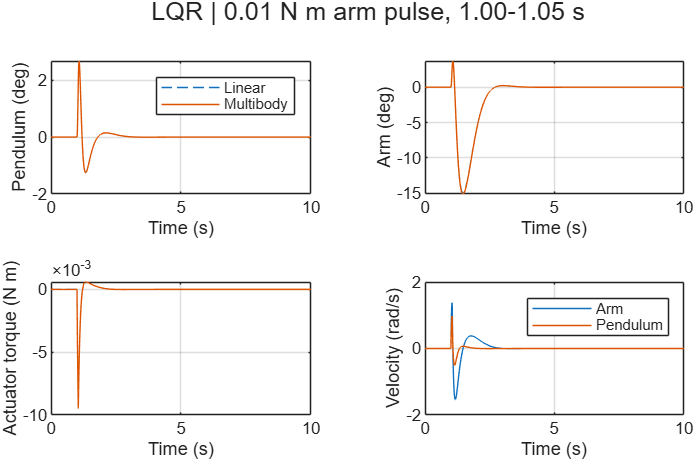 LQR | 0.01 N m arm pulse, 1.00-1.05 s
Pendulum (deg)
2
0
-2
0
5
10
Time (s)
Linear
Multibody
Arm (deg)
0
-5
-10
-15
0
5
10
Time (s)
×10-3
Actuator torque (N m)
0
-5
-10
0
5
10
Time (s)
Velocity (rad/s)
2
0
-2
0
5
10
Time (s)
Arm
Pendulum